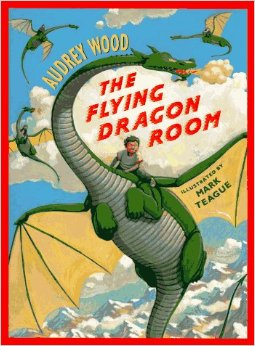 AUDREY WOOD
THE
FLYING
DRAGON
ROOM
ILLUSTRATED BY
MARK
TEAGUE